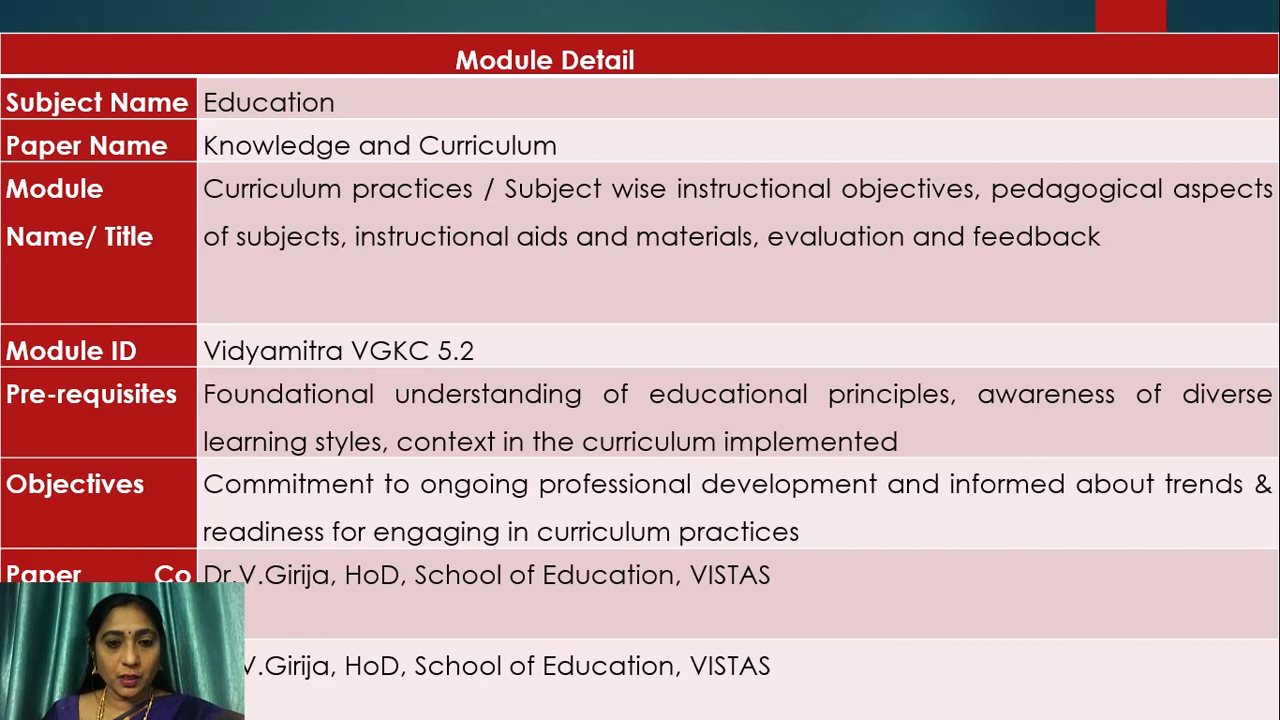 Module Detail
Subject Name Education
Paper Name Knowledge and Curriculum
Module Name/ Title
Curriculum practices / Subject wise instructional objectives, pedagogical aspects
of subjects, instructional aids and materials, evaluation and feedback
Module ID Vidyamitra VGKC 5.2
Pre-requisites Foundational understanding of educational principles, awareness of diverse
learning styles, context in the curriculum implemented
Objectives Commitment to ongoing professional development and informed about trends &
readiness for engaging in curriculum practices
Paper Co Dr.V.Girija, HoD, School of Education, VISTAS
V.Girija, HoD, School of Education, VISTAS